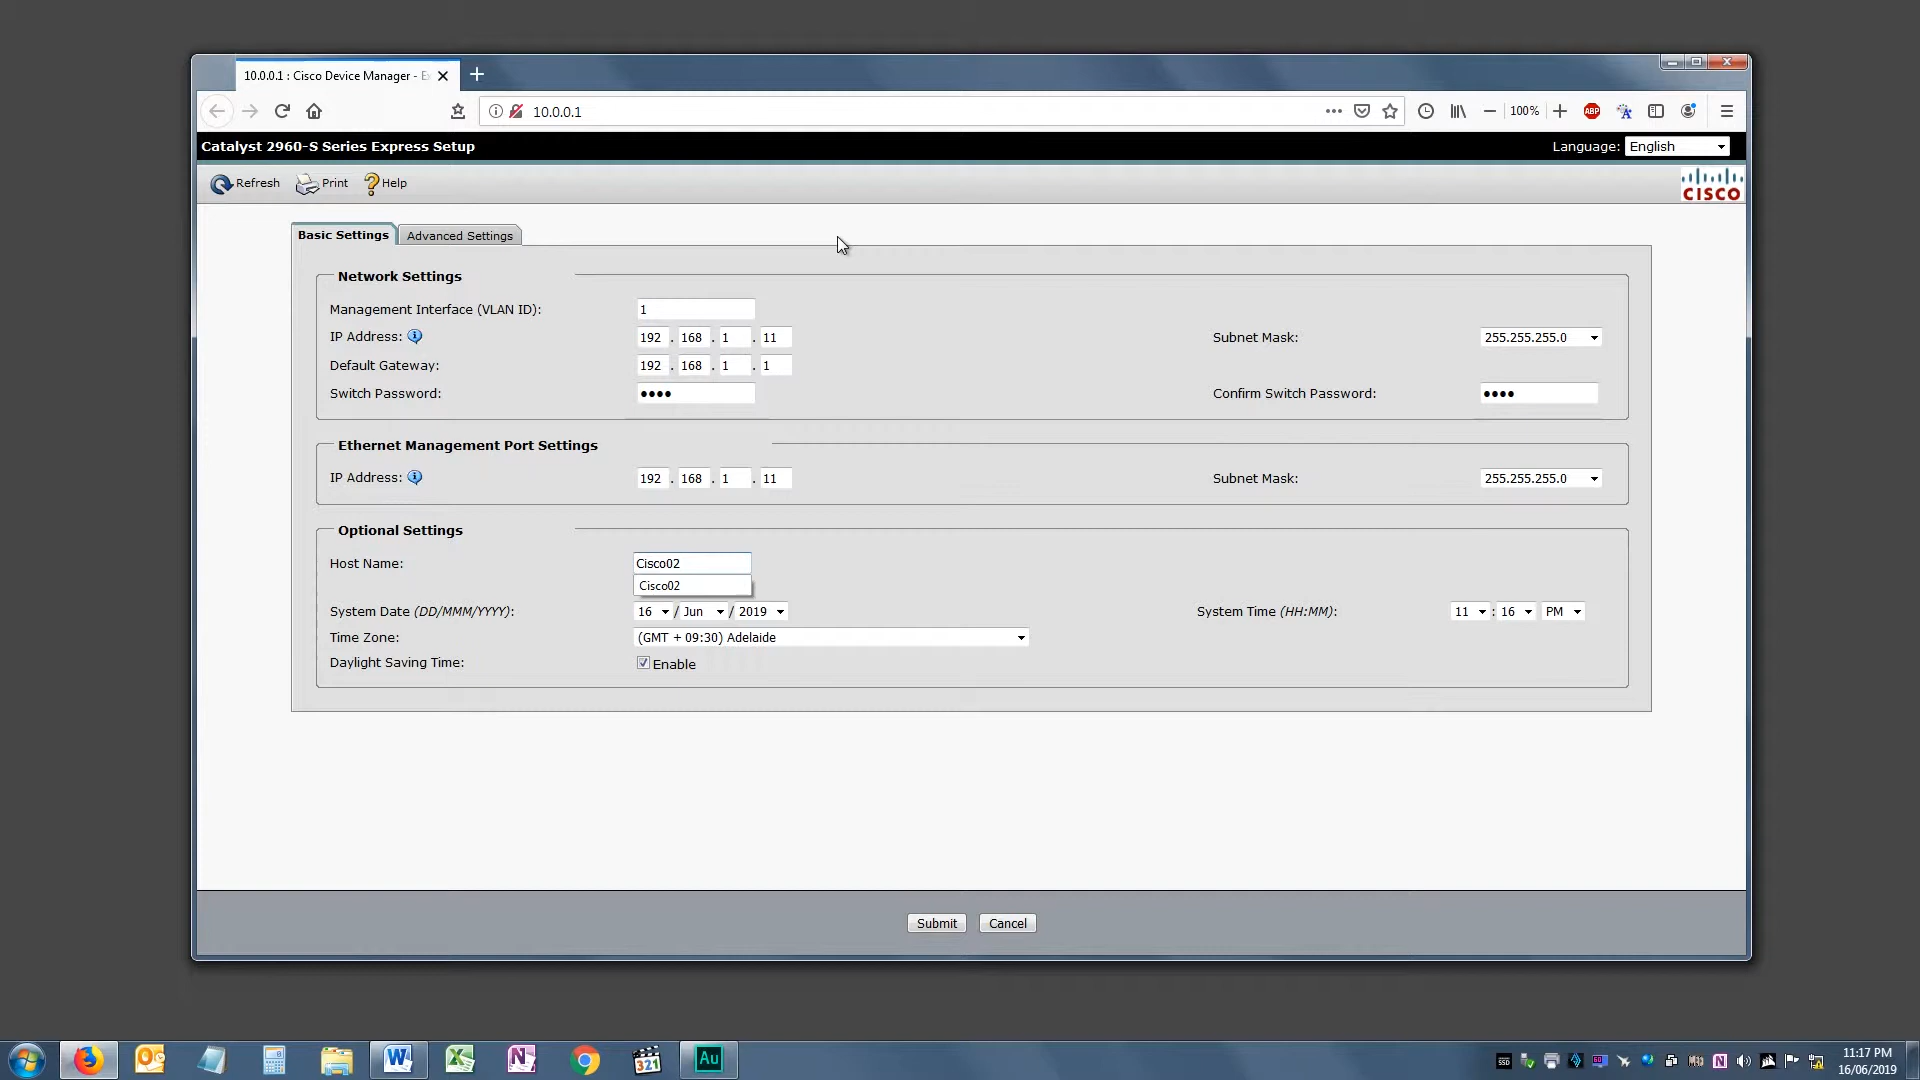 10.0.0.1 : Cisco Device Manager - E
10.0.0.1
100%
ABP
Catalyst 2960-S Series Express Setup
Language: English
Refresh Print Help
CISCO
Basic Settings Advanced Settings
Network Settings
Management Interface (VLAN ID): 1
IP Address: 192 . 168 . 1 . 11 Subnet Mask: 255.255.255.0
Default Gateway: 192 . 168 . 1 . 1
Switch Password: •••• Confirm Switch Password: ••••
Ethernet Management Port Settings
IP Address: 192 . 168 . 1 . 11 Subnet Mask: 255.255.255.0
Optional Settings
Host Name: Cisco02
Cisco02
System Date (DD/MMM/YYYY): 16 / Jun / 2019 System Time (HH:MM): 11 : 16 PM
Time Zone: (GMT + 09:30) Adelaide
Daylight Saving Time: Enable
Submit Cancel
321
Au
SSD
11:17 PM
16/06/2019